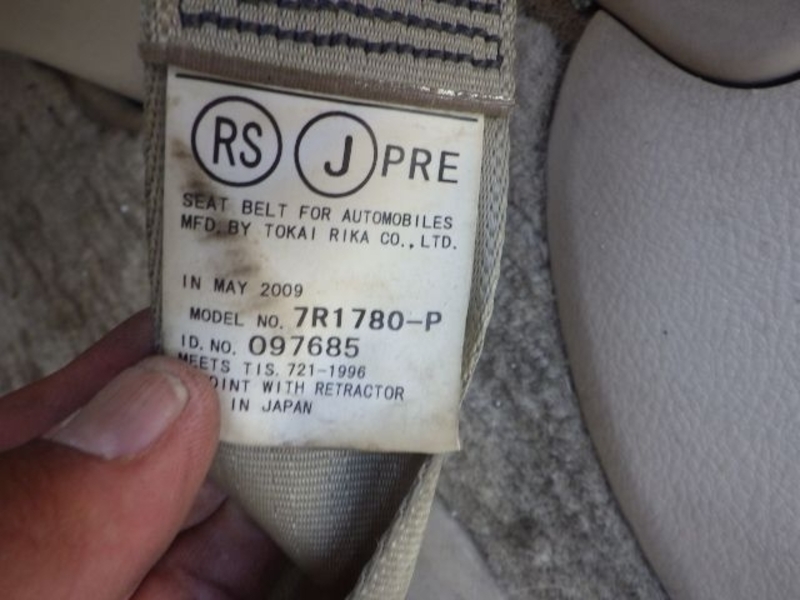 RS J PRE
SEAT BELT FOR AUTOMOBILES
MFD. BY TOKAI RIKA CO., LTD.
IN MAY 2009
MODEL NO. 7R1780-P
ID. NO. 097685
MEETS TIS. 721-1996
OINT WITH RETRACTOR
IN JAPAN